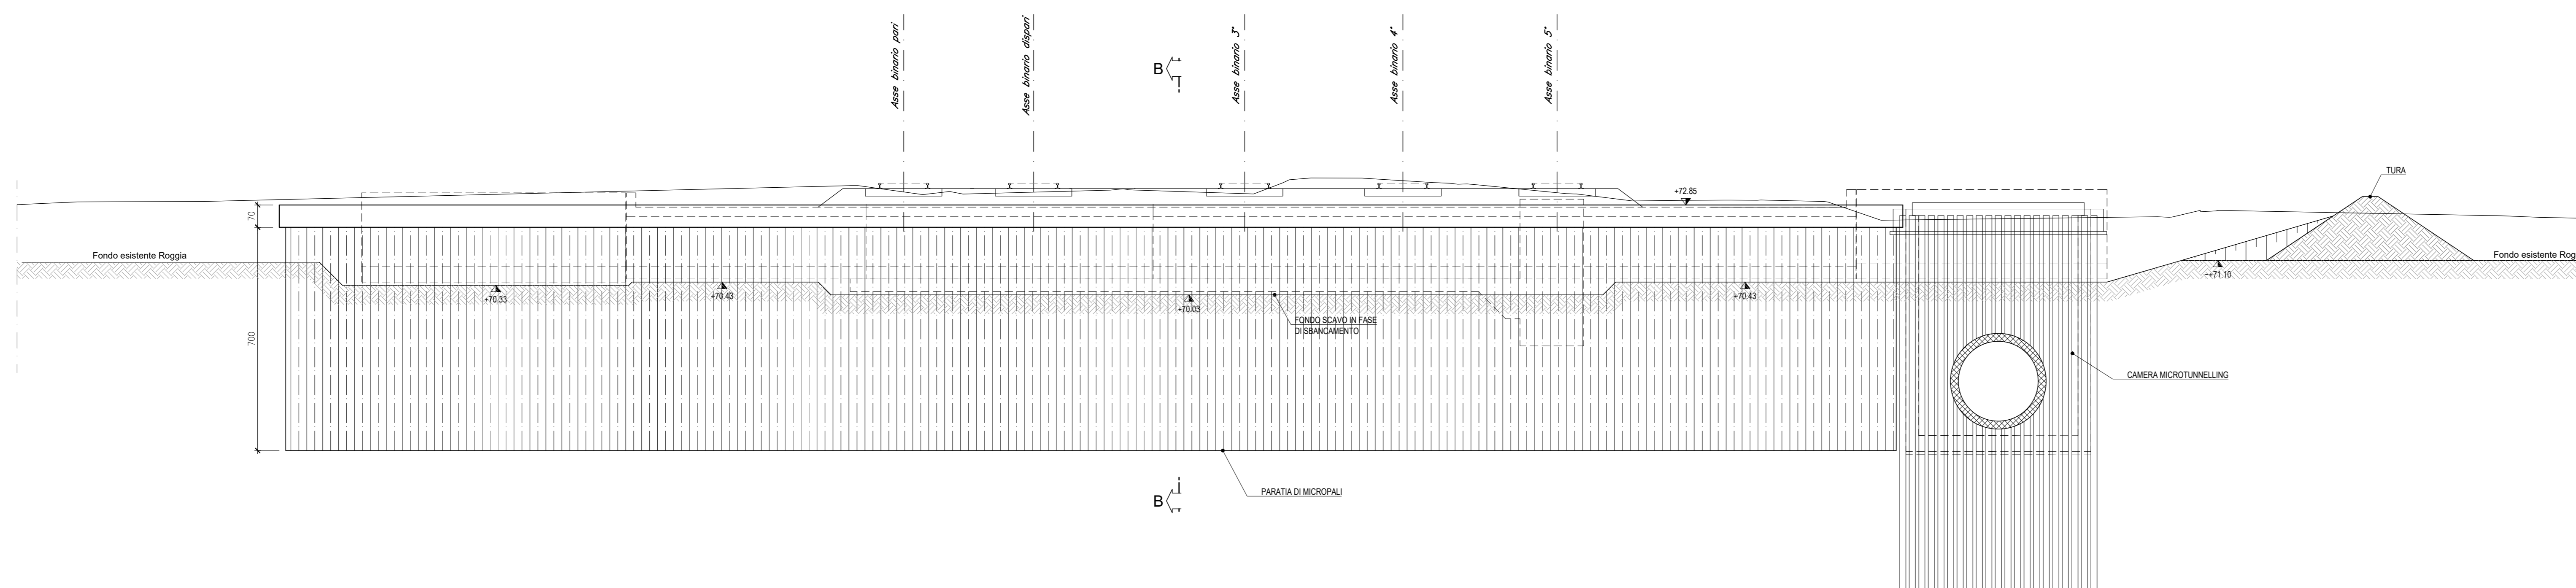 Asse binario pari
Asse binario dispari
Asse binario 3°
Asse binario 4°
Asse binario 5°
B
TURA
+72.85
70
Fondo esistente Roggia
Fondo esistente Rog
~+71.10
+70.33
+70.43
+70.03
+70.43
FONDO SCAVO IN FASE
DI SBANCAMENTO
700
CAMERA MICROTUNNELLING
PARATIA DI MICROPALI
B